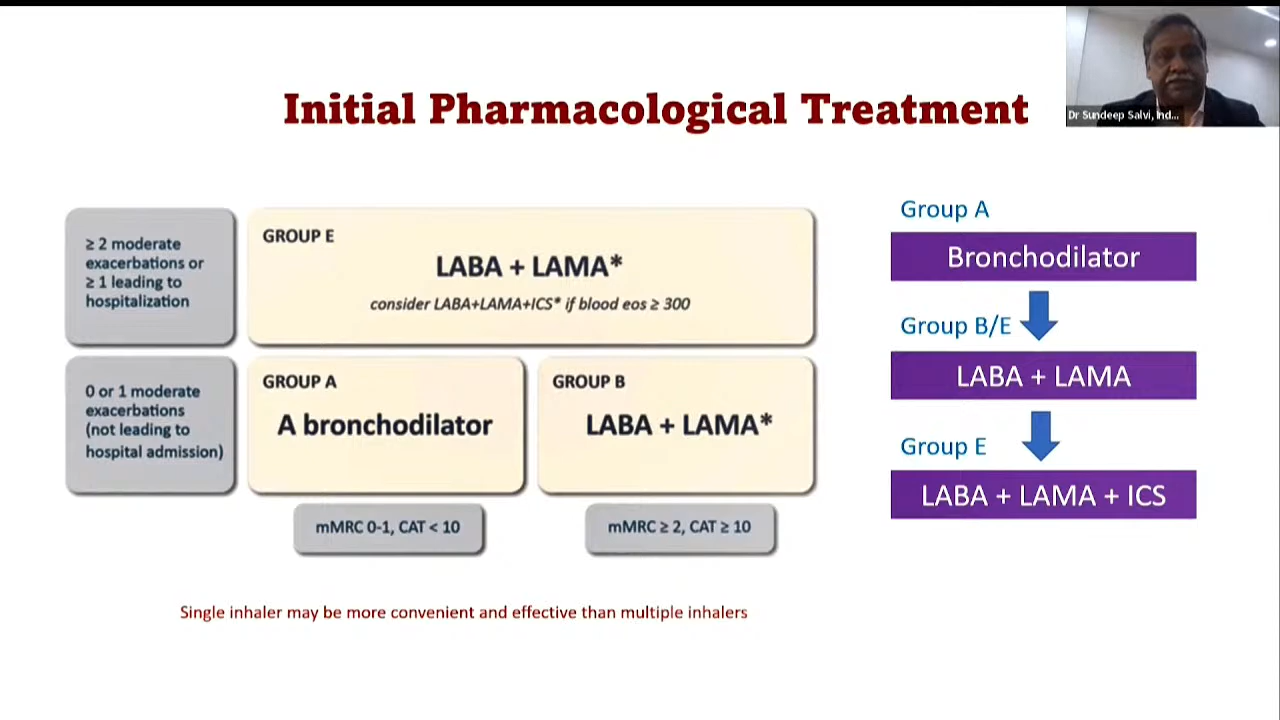 Initial Pharmacological Treatment
Dr Sundeep Salvi, Ind...
≥ 2 moderate
exacerbations or
≥ 1 leading to
hospitalization
GROUP E
LABA + LAMA*
consider LABA+LAMA+ICS* if blood eos ≥ 300
0 or 1 moderate
exacerbations
(not leading to
hospital admission)
GROUP A
A bronchodilator
GROUP B
LABA + LAMA*
mMRC 0-1, CAT < 10
mMRC ≥ 2, CAT ≥ 10
Single inhaler may be more convenient and effective than multiple inhalers
Group A
Bronchodilator
Group B/E
LABA + LAMA
Group E
LABA + LAMA + ICS